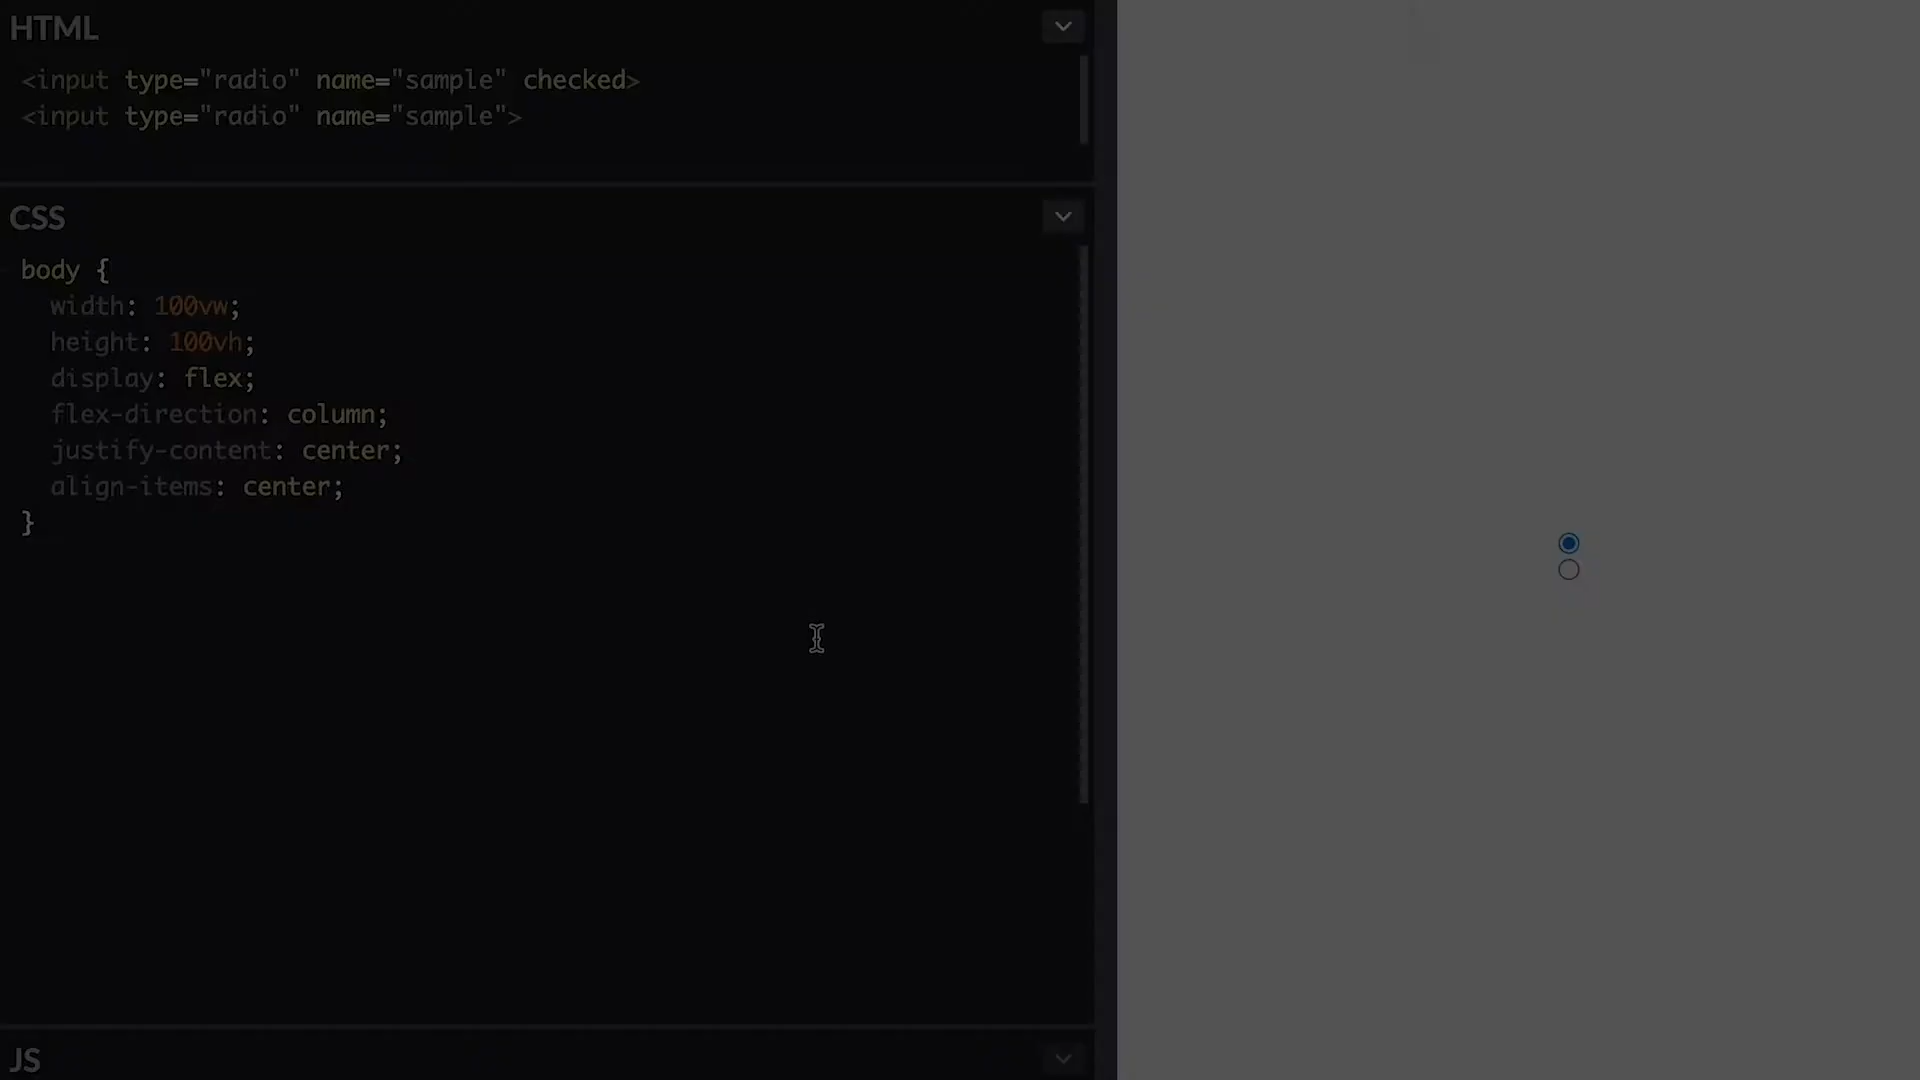 HTML
<input type="radio" name="sample" checked>
<input type="radio" name="sample">
CSS
body {
  width: 100vw;
  height: 100vh;
  display: flex;
  flex-direction: column;
  justify-content: center;
  align-items: center;
}
JS